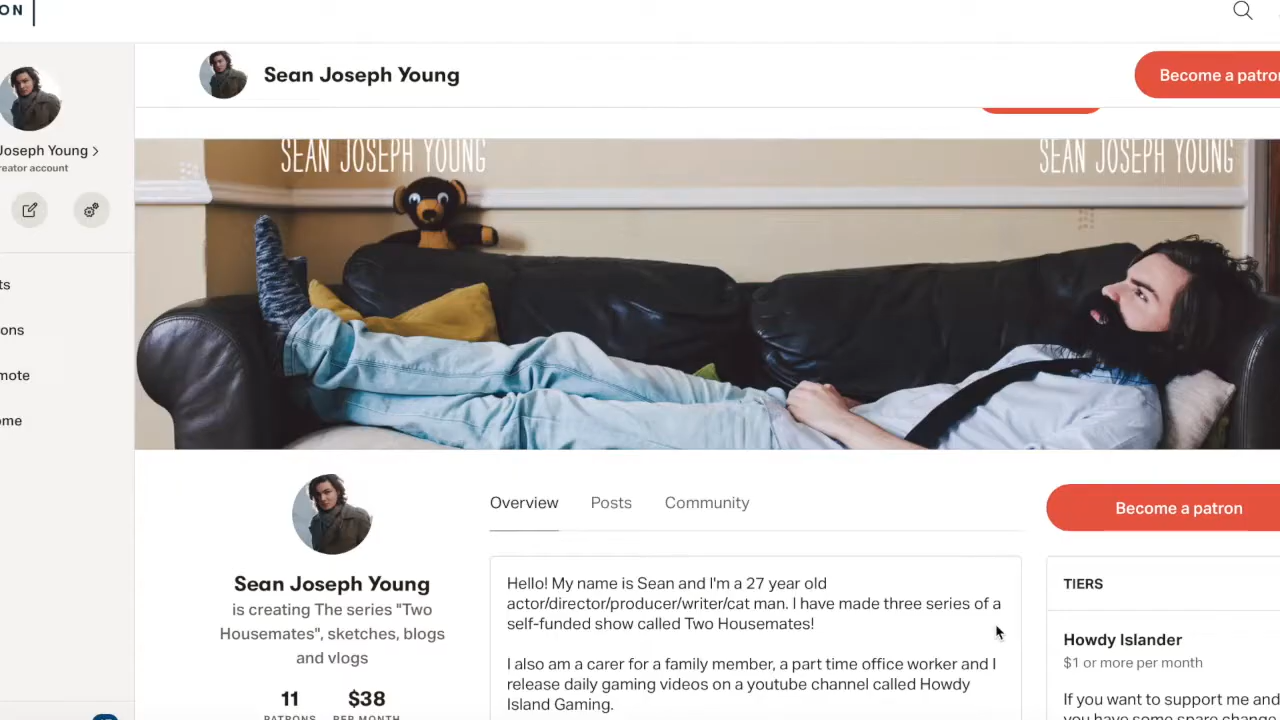 ON
Sean Joseph Young
Become a patron
Joseph Young >
reator account
SEAN JOSEPH YOUNG
SEAN JOSEPH YOUNG
ts
ons
mote
ome
Overview
Posts
Community
Become a patron
Sean Joseph Young
is creating The series "Two
Housemates", sketches, blogs
and vlogs
11
$38
PATRONS
PER MONTH
Hello! My name is Sean and I'm a 27 year old
actor/director/producer/writer/cat man. I have made three series of a
self-funded show called Two Housemates!
I also am a carer for a family member, a part time office worker and I
release daily gaming videos on a youtube channel called Howdy
Island Gaming.
TIERS
Howdy Islander
$1 or more per month
If you want to support me and
you have some spare change